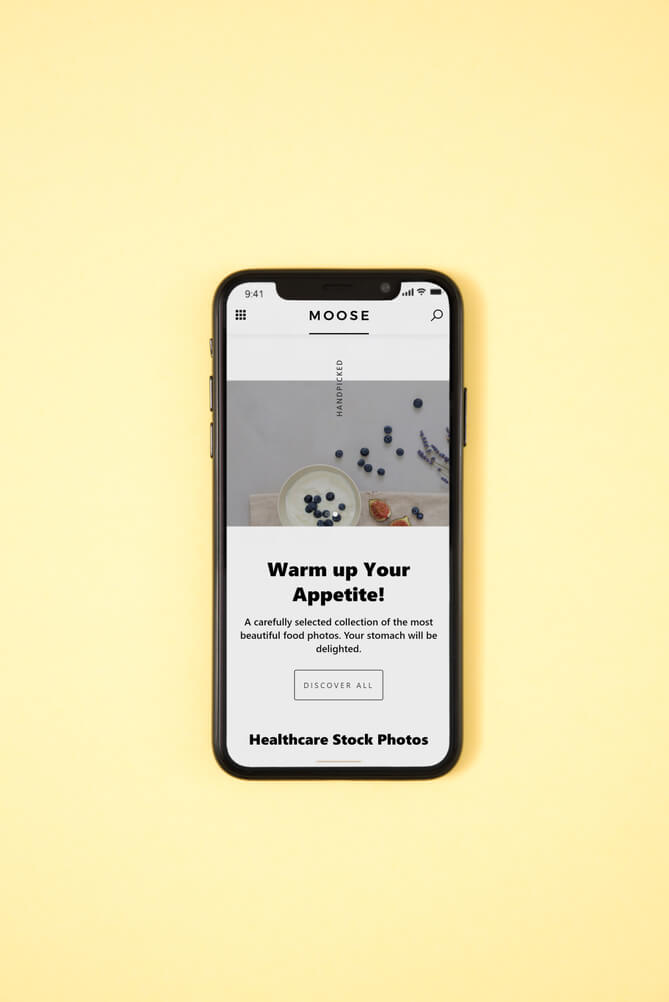 9:41
MOOSE
HANDPICKED
Warm up Your
Appetite!
A carefully selected collection of the most
beautiful food photos. Your stomach will be
delighted.
DISCOVER ALL
Healthcare Stock Photos